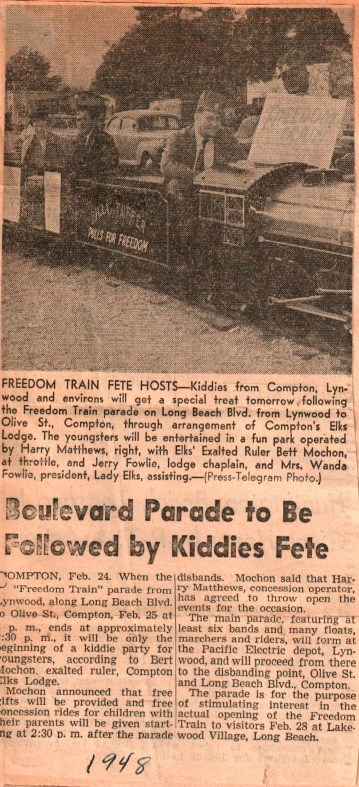 FREEDOM
TRAIN
PUFFER
PULLS FOR FREEDOM
FREEDOM TRAIN FETE HOSTS—Kiddies from Compton, Lyn-
wood and environs will get a special treat tomorrow following
the Freedom Train parade on Long Beach Blvd. from Lynwood to
Olive St., Compton, through arrangement of Compton's Elks
Lodge. The youngsters will be entertained in a fun park operated
by Harry Matthews, right, with Elks' Exalted Ruler Bett Mochon,
at throttle, and Jerry Fowlie, lodge chaplain, and Mrs. Wanda
Fowlie, president, Lady Elks, assisting.—(Press-Telegram Photo.)
Boulevard Parade to Be
Followed by Kiddies Fete
COMPTON, Feb. 24. When the
"Freedom Train" parade from
Lynwood, along Long Beach Blvd.
to Olive St., Compton, Feb. 25 at
p. m., ends at approximately
:30 p. m., it will be only the
beginning of a kiddie party for
youngsters, according to Bert
Mochon, exalted ruler, Compton
Elks Lodge.
Mochon announced that free
gifts will be provided and free
concession rides for children with
their parents will be given start-
ng at 2:30 p. m. after the parade
disbands. Mochon said that Har-
ry Matthews, concession operator,
has agreed to throw open the
events for the occasion.
The main parade, featuring at
least six bands and many floats,
marchers and riders, will form at
the Pacific Electric depot, Lyn-
wood, and will proceed from there
to the disbanding point, Olive St.
and Long Beach Blvd., Compton.
The parade is for the purpose
of stimulating interest in the
actual opening of the Freedom
Train to visitors Feb. 28 at Lake-
wood Village, Long Beach.
1948